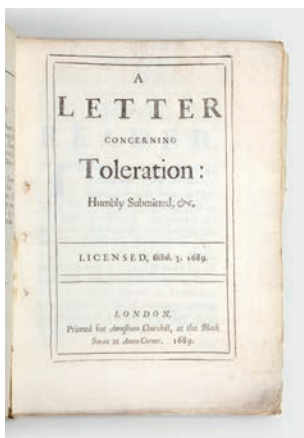 A
LETTER
CONCERNING
Toleration:
Humbly Submitted, &c.
LICENSED, Octob. 3. 1689.
LONDON,
Printed for Awnsham Churchill, at the Black
Swan at Amen-Corner. 1689.